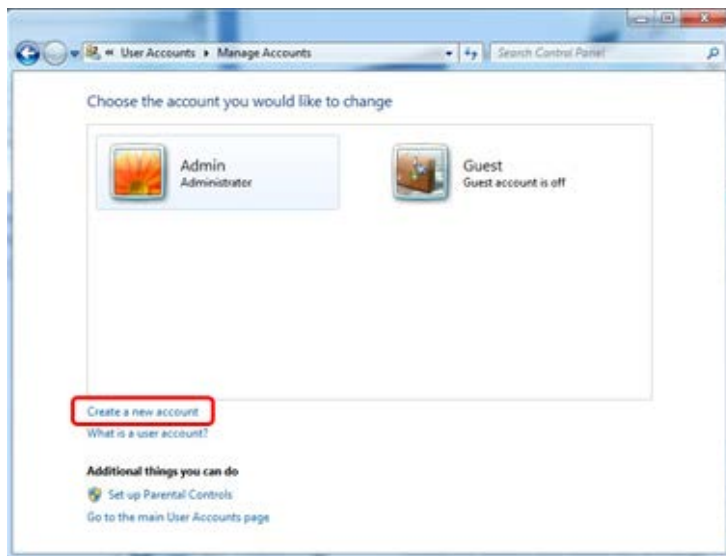 « User Accounts ▸ Manage Accounts
Search Control Panel
Choose the account you would like to change
Admin
Administrator
Guest
Guest account is off
Create a new account
What is a user account?
Additional things you can do
Set up Parental Controls
Go to the main User Accounts page